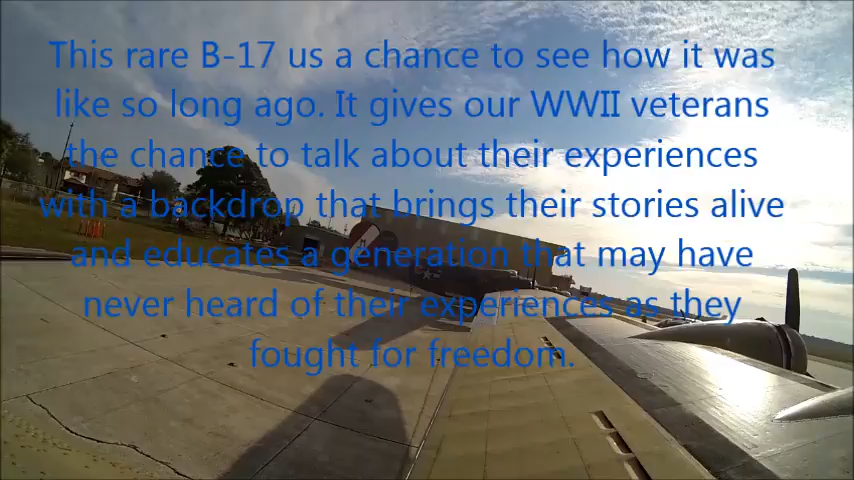 This rare B-17 us a chance to see how it was
like so long ago. It gives our WWII veterans
the chance to talk about their experiences
with a backdrop that brings their stories alive
and educates a generation that may have
never heard of their experiences as they
fought for freedom.